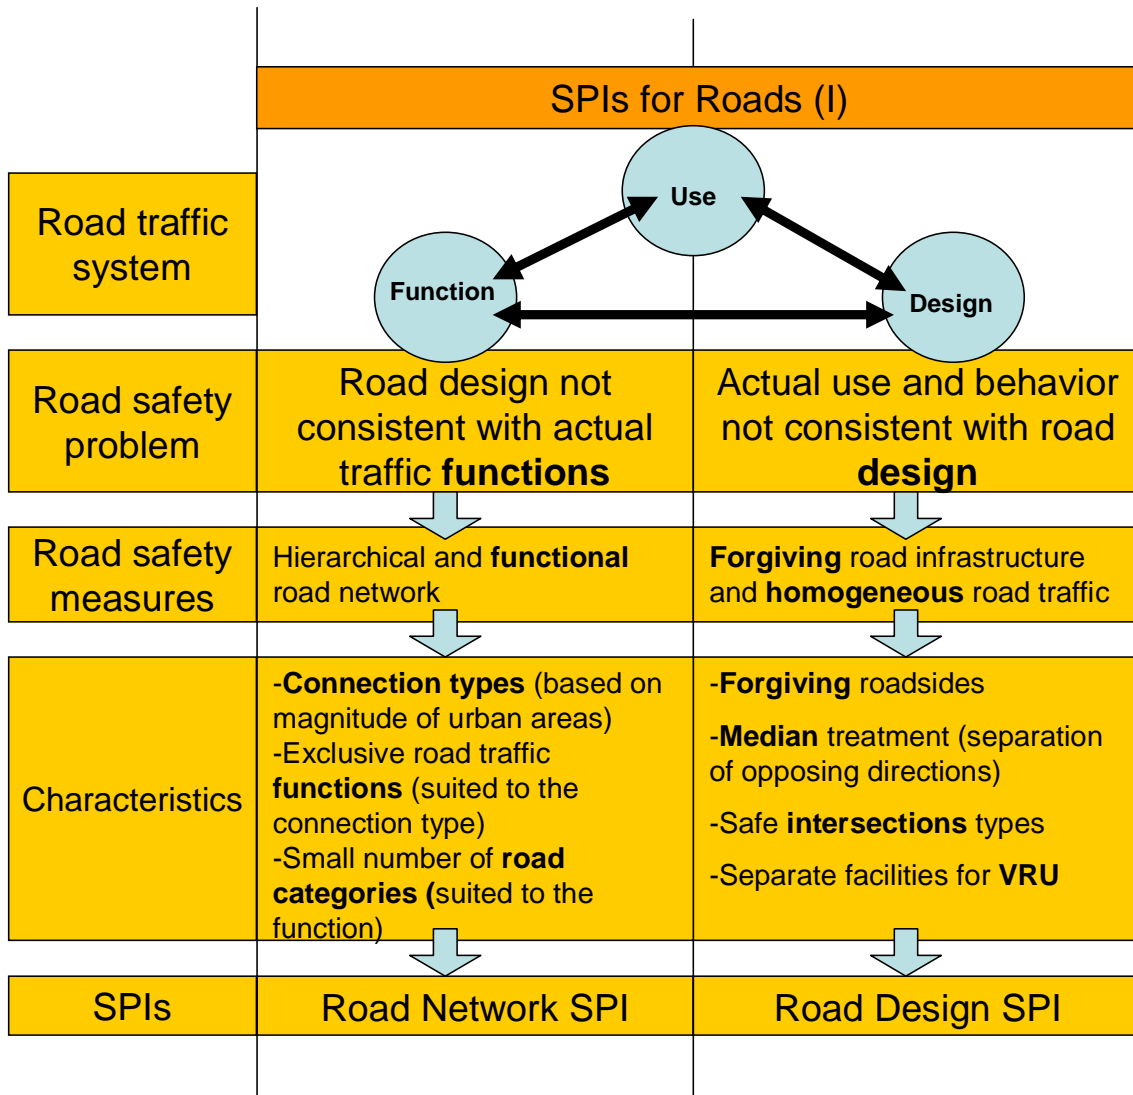 SPIs for Roads (I)
Road traffic
system
Use
Function
Design
Road safety
problem
Road design not
consistent with actual
traffic functions
Actual use and behavior
not consistent with road
design
Road safety
measures
Hierarchical and functional
road network
Forgiving road infrastructure
and homogeneous road traffic
Characteristics
-Connection types (based on
magnitude of urban areas)
-Exclusive road traffic
functions (suited to the
connection type)
-Small number of road
categories (suited to the
function)
-Forgiving roadsides
-Median treatment (separation
of opposing directions)
-Safe intersections types
-Separate facilities for VRU
SPIs
Road Network SPI
Road Design SPI